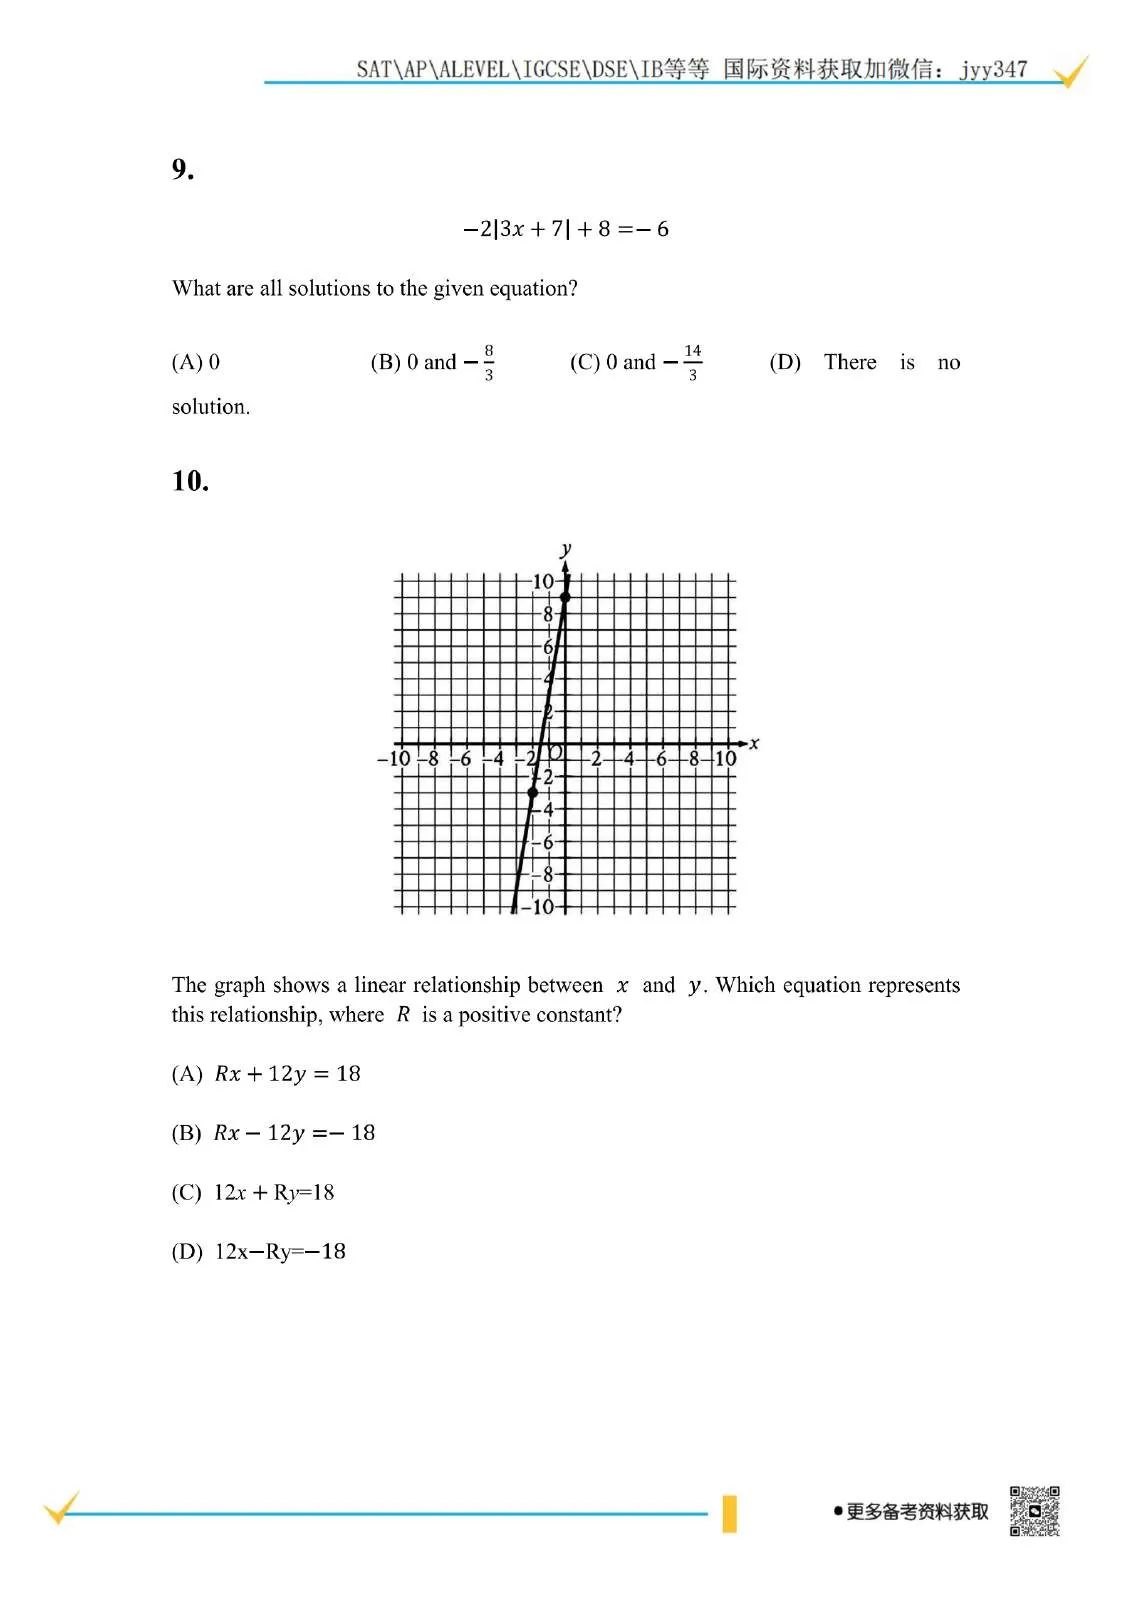 SAT\AP\ALEVEL\IGCSE\DSE\IB等等 国际资料获取加微信：jyy347
9.
−2|3x + 7| + 8 =− 6
What are all solutions to the given equation?
(A) 0 (B) 0 and − 8/3 (C) 0 and − 14/3 (D) There is no
solution.
10.
y
10
8
6
4
2
x
−10 −8 −6 −4 −2 O 2 4 6 8 10
−2
−4
−6
−8
−10
The graph shows a linear relationship between x and y. Which equation represents
this relationship, where R is a positive constant?
(A) Rx + 12y = 18
(B) Rx − 12y =− 18
(C) 12x + Ry=18
(D) 12x−Ry=−18
•更多备考资料获取